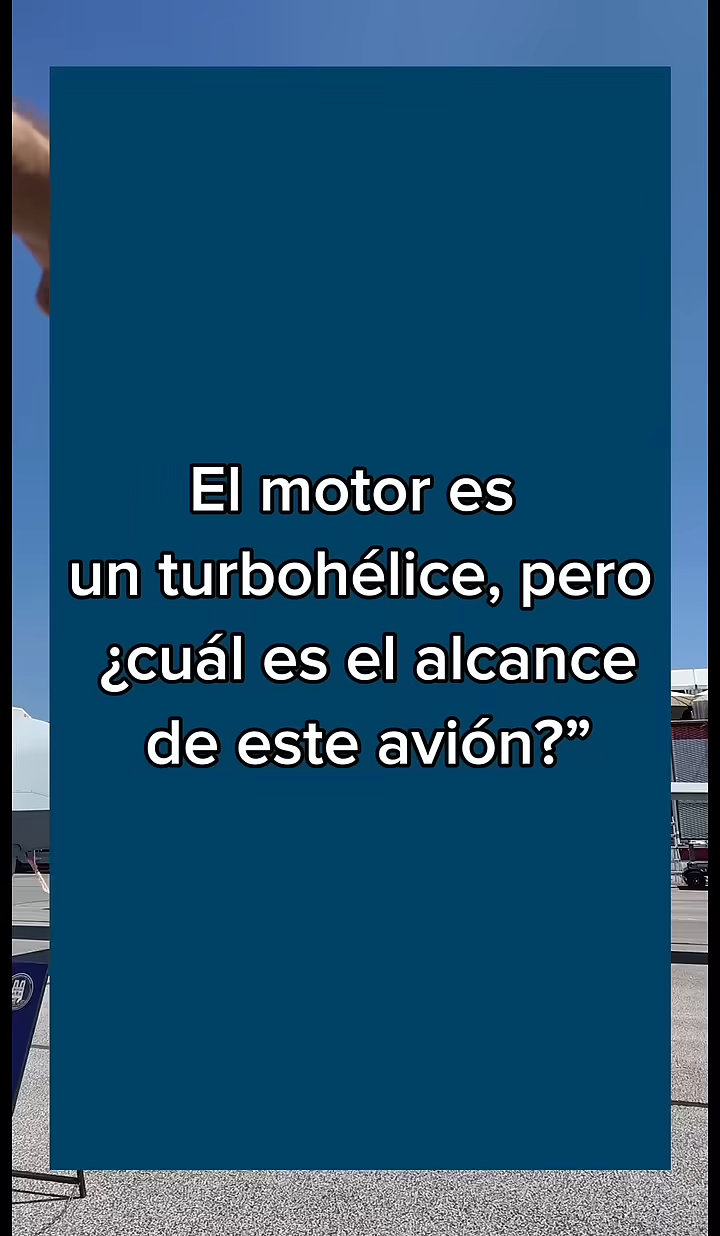 El motor es
un turbohélice, pero
¿cuál es el alcance
de este avión?”